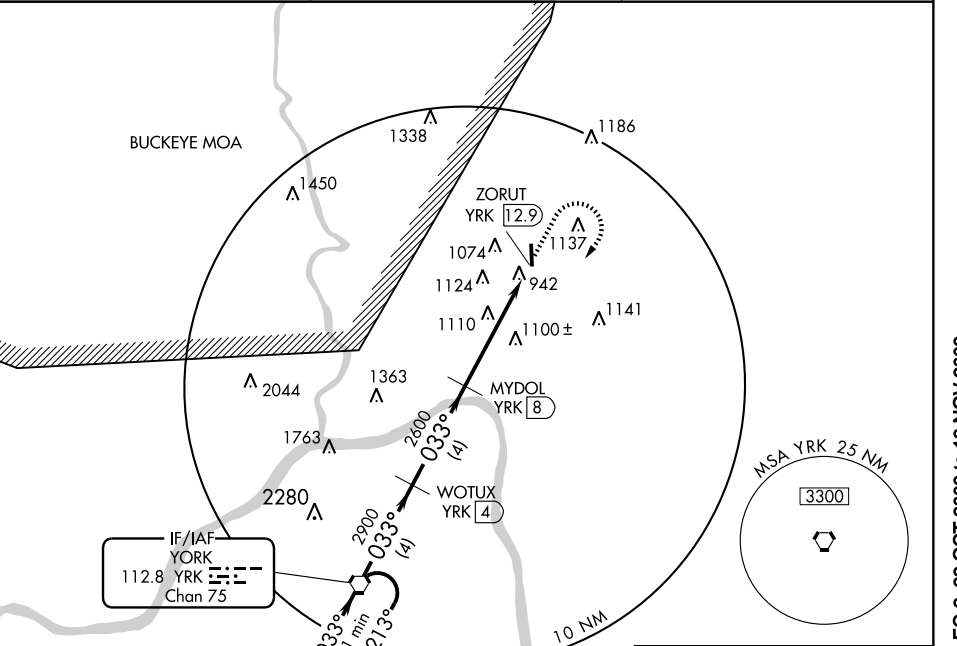 1338
1186
BUCKEYE MOA
1450
ZORUT
YRK 12.9
1137
1074
1124
942
1110
1100 ±
1141
2044
1363
MYDOL
YRK 8
2600
033°
(4)
1763
MSA YRK 25 NM
3300
2280
WOTUX
YRK 4
2900
033°
(4)
IF/IAF
YORK
112.8 YRK
Chan 75
033°
1 min
213°
10 NM